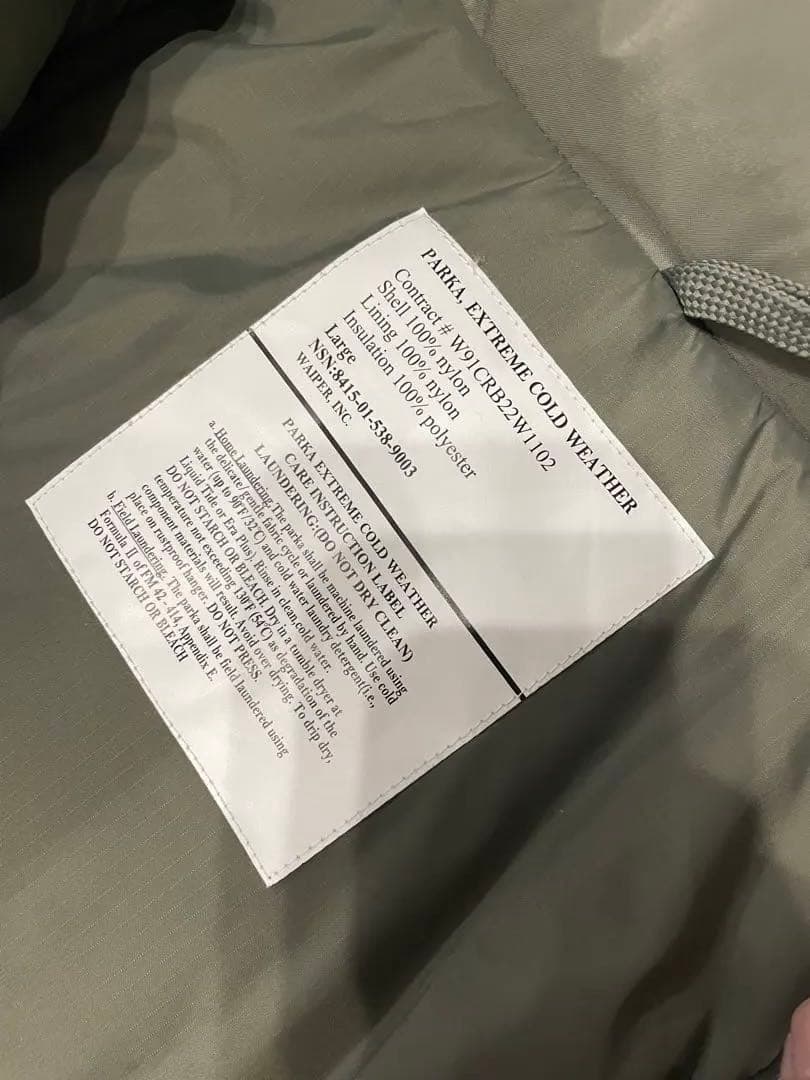 PARKA, EXTREME COLD WEATHER
Contract # W91CRB22W1102
Shell 100% nylon
Lining 100% nylon
Insulation 100% polyester
Large
NSN:8415-01-538-9003
WAIPER, INC.
PARKA EXTREME COLD WEATHER
CARE INSTRUCTION LABEL
LAUNDERING:(DO NOT DRY CLEAN)
a. Home Laundering.The parka shall be machine laundered using
the delicate/gentle fabric cycle or laundered by hand. Use cold
water (up to 90°F/32°C) and cold water laundry detergent(i.e.,
Liquid Tide or Era Plus). Rinse in clean.cold water.
DO NOT STARCH OR BLEACH. Dry in a tumble dryer at
temperature not exceeding 130°F (54°C) as degradation of the
component materials will result. Avoid over drying. To drip dry,
place on rustproof hanger. DO NOT PRESS.
b. Field Laundering. The parka shall be field laundered using
Formula II of FM 42-414, Appendix E.
DO NOT STARCH OR BLEACH